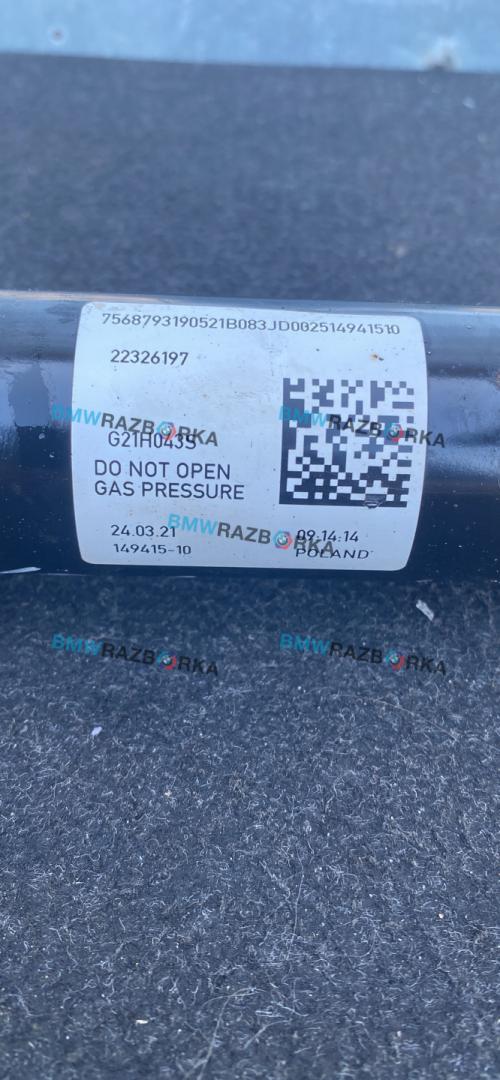 7568793190521B083JD002514941510
22326197
BMWRAZBORKA
BMWRAZBORKA
G21H043S
DO NOT OPEN
GAS PRESSURE
BMWRAZBORKA
24.03.21
09:14:14
149415-10
POLAND
BMWRAZBORKA
BMWRAZBORKA